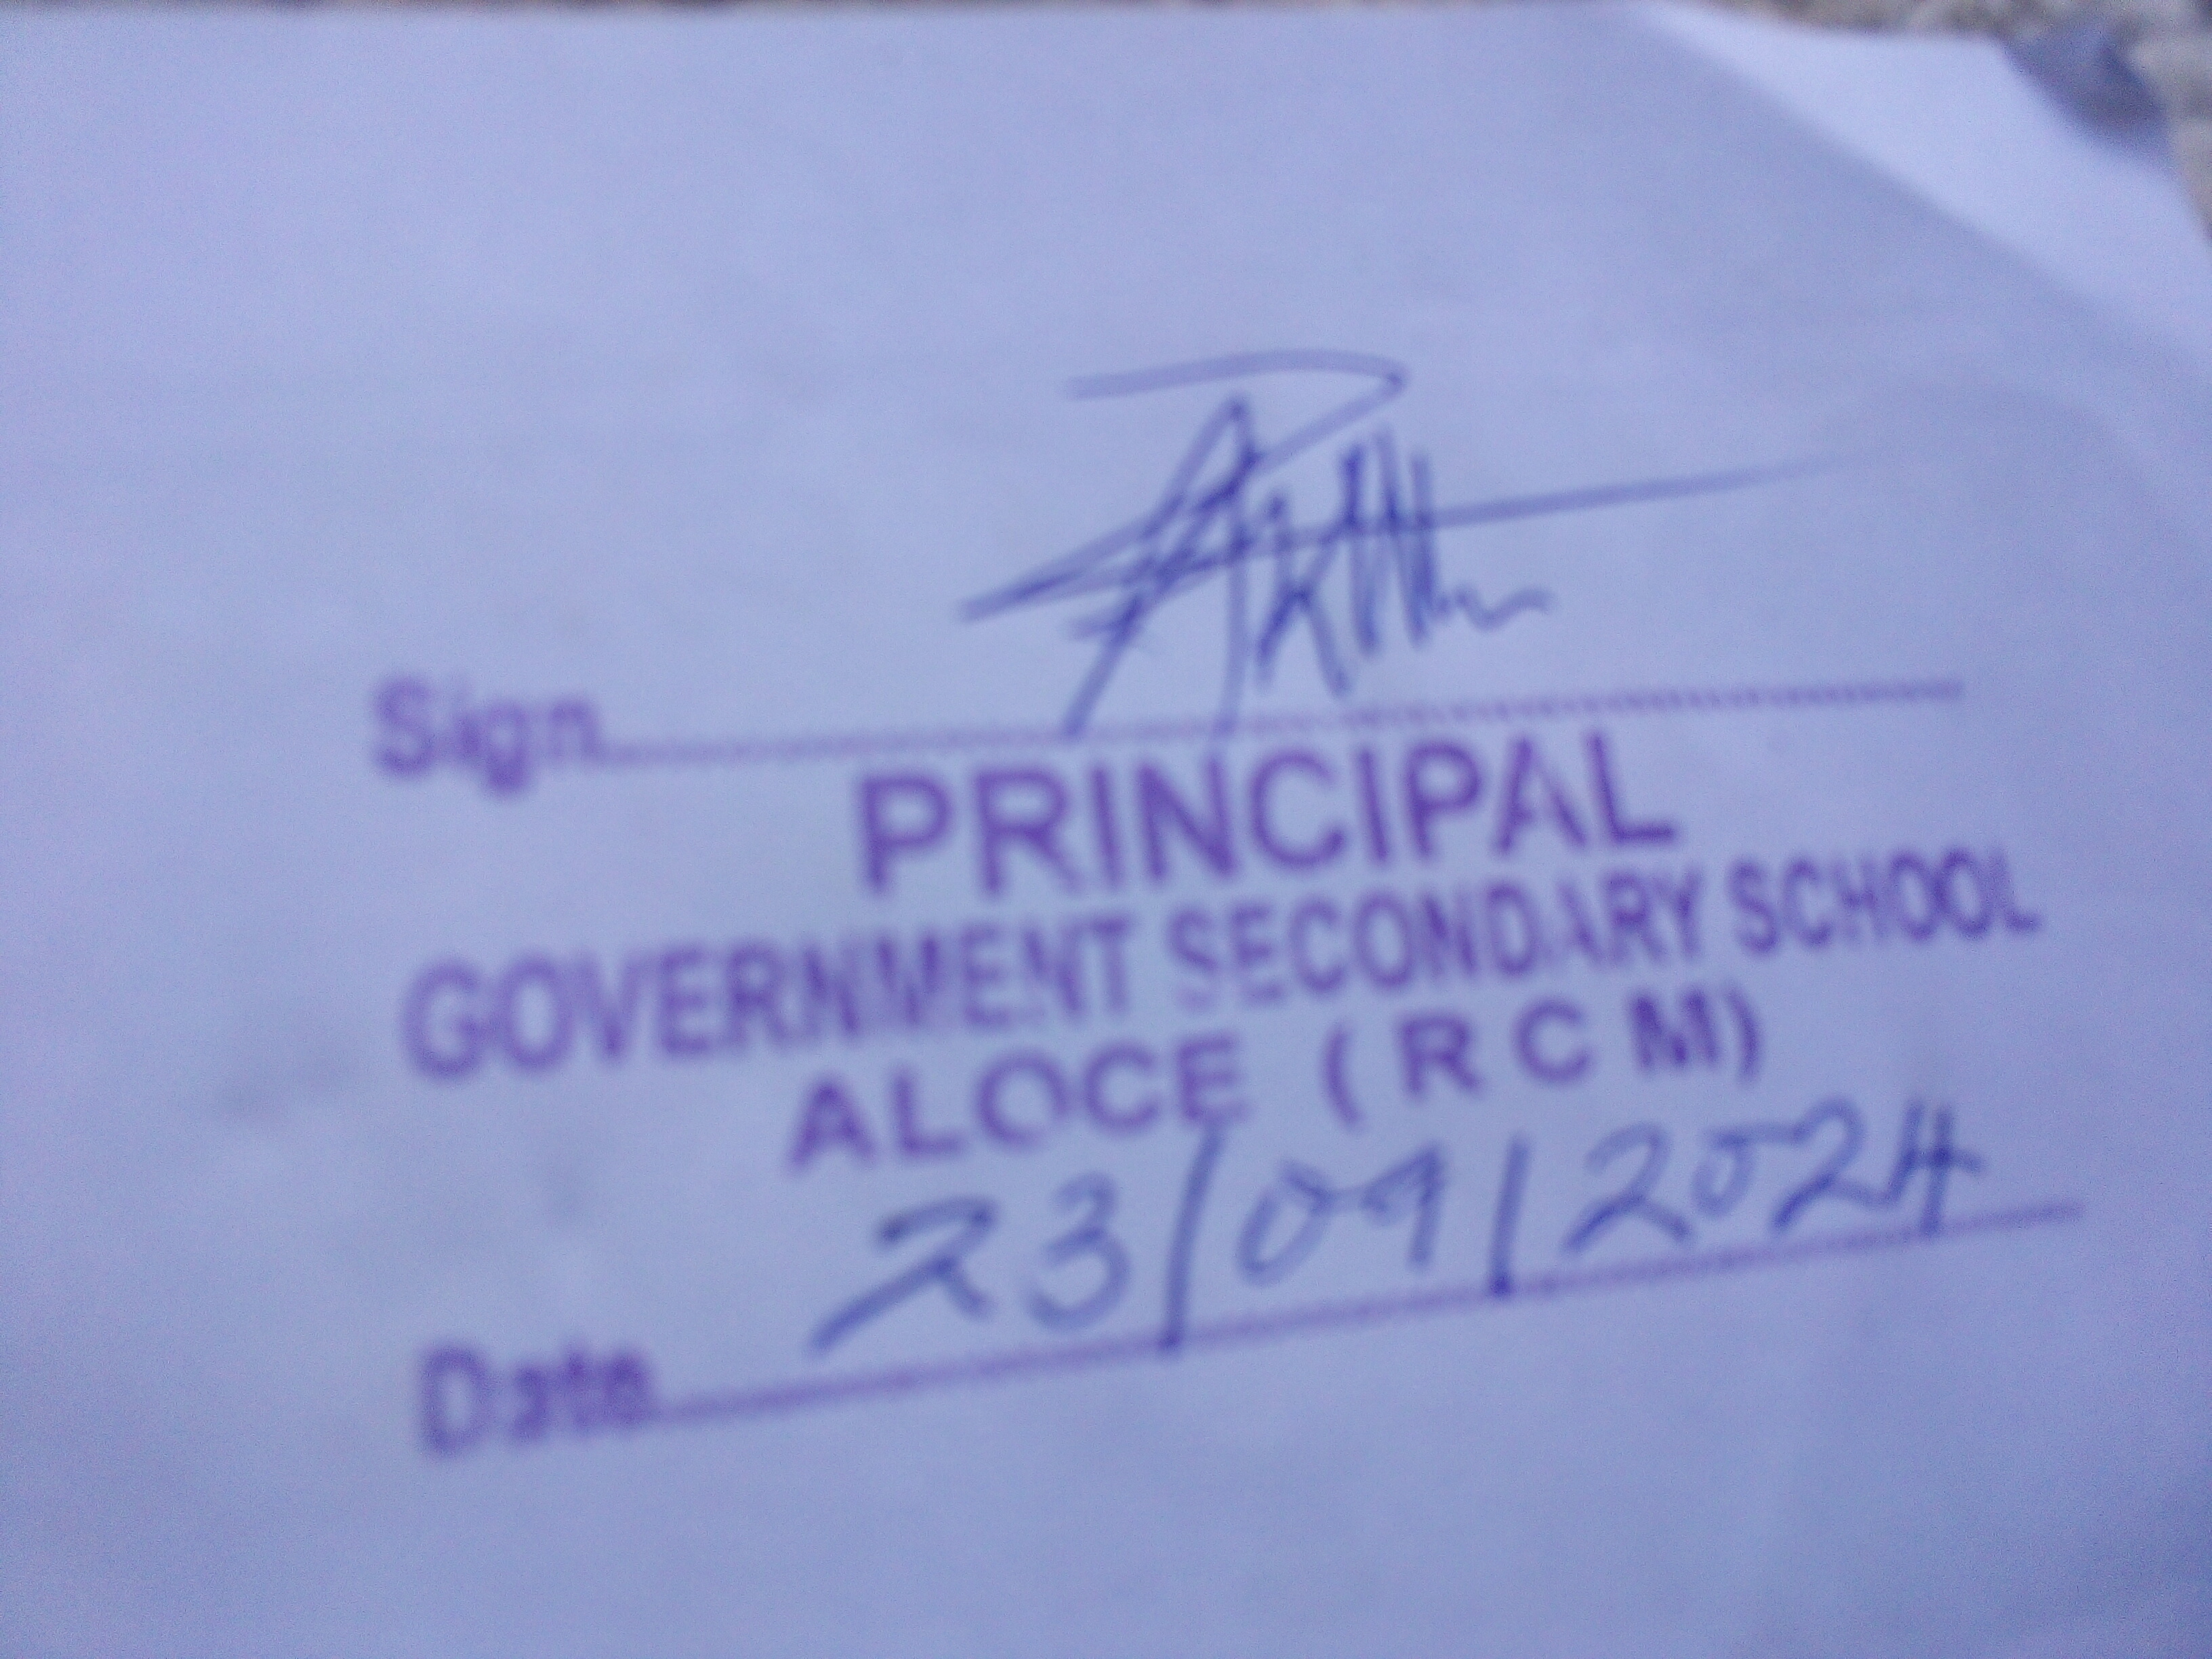 Sign
PRINCIPAL
GOVERNMENT SECONDARY SCHOOL
ALOCE (RCM)
23/09/2024
Date